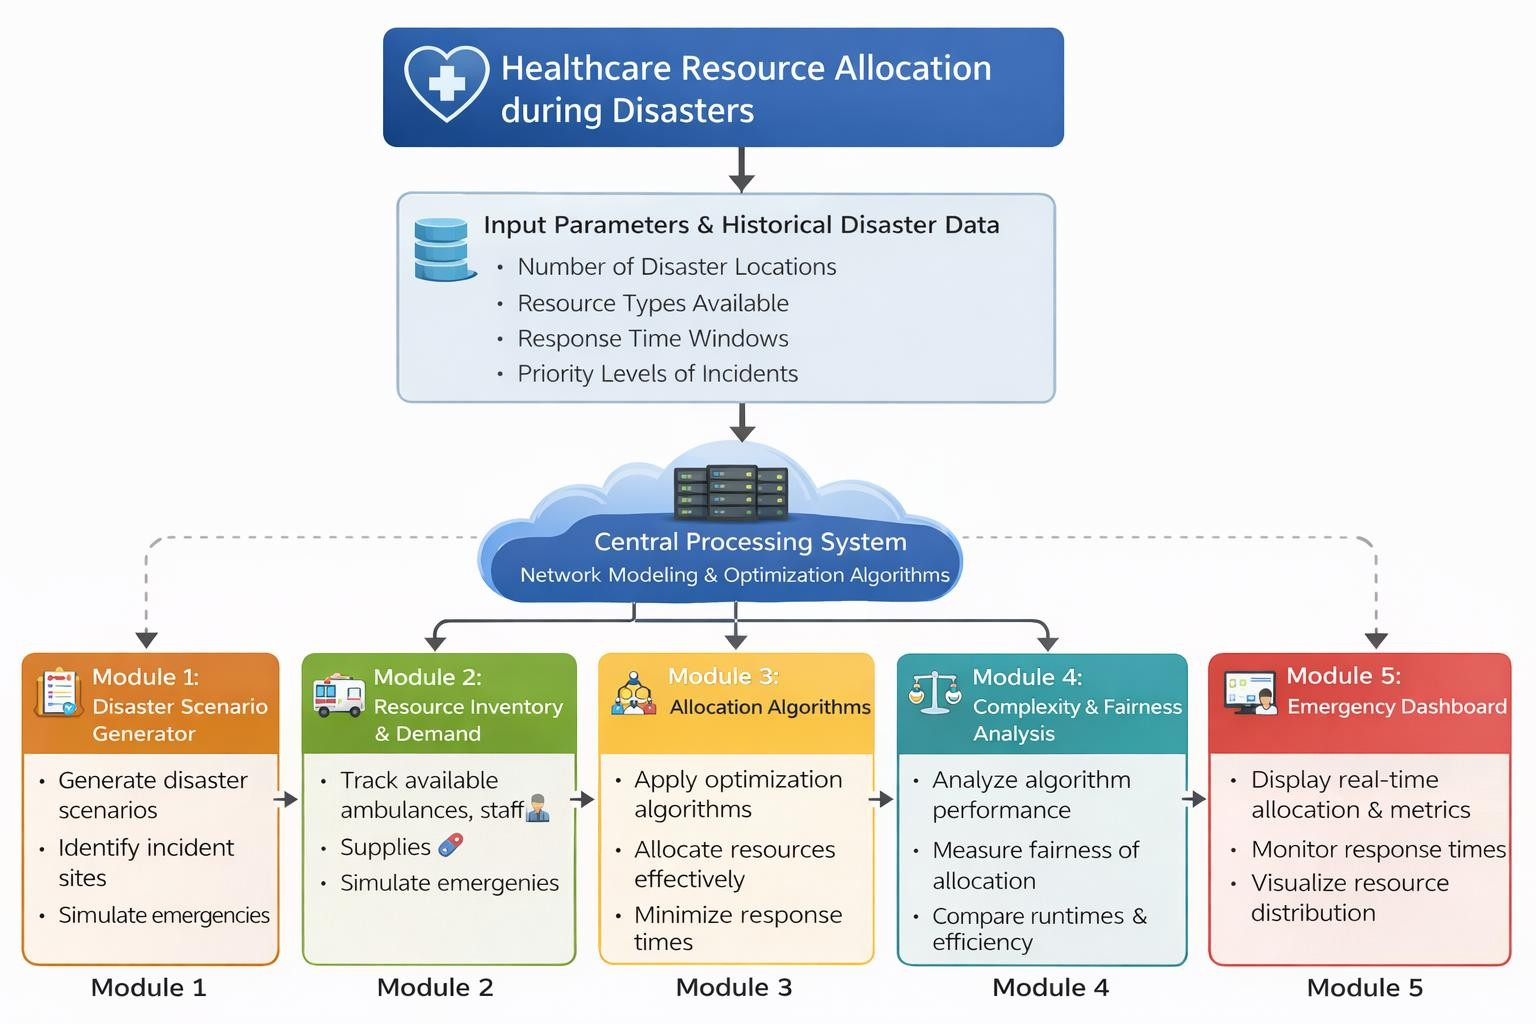 Healthcare Resource Allocation
during Disasters
Input Parameters & Historical Disaster Data
• Number of Disaster Locations
• Resource Types Available
• Response Time Windows
• Priority Levels of Incidents
Central Processing System
Network Modeling & Optimization Algorithms
Module 1:
Disaster Scenario
Generator
• Generate disaster
scenarios
• Identify incident
sites
• Simulate emergencies
Module 1
Module 2:
Resource Inventory
& Demand
• Track available
ambulances, staff
• Supplies
• Simulate emergenies
Module 2
Module 3:
Allocation Algorithms
• Apply optimization
algorithms
• Allocate resources
effectively
• Minimize response
times
Module 3
Module 4:
Complexity & Fairness
Analysis
• Analyze algorithm
performance
• Measure fairness of
allocation
• Compare runtimes &
efficiency
Module 4
Module 5:
Emergency Dashboard
• Display real-time
allocation & metrics
• Monitor response times
• Visualize resource
distribution
Module 5